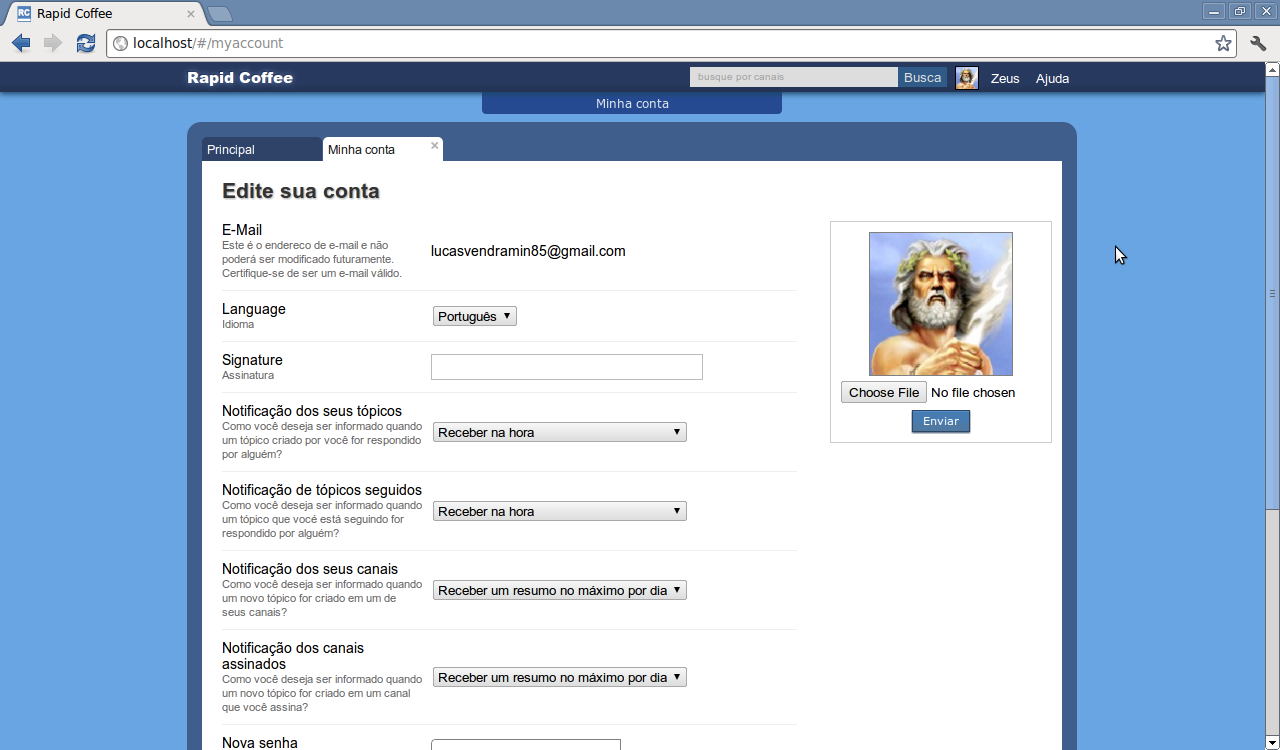 RC Rapid Coffee
localhost/#/myaccount
Rapid Coffee
busque por canais
Busca
Zeus
Ajuda
Minha conta
Principal
Minha conta
Edite sua conta
E-Mail
Este é o endereco de e-mail e não
poderá ser modificado futuramente.
Certifique-se de ser um e-mail válido.
lucasvendramin85@gmail.com
Language
Idioma
Português
Signature
Assinatura
Notificação dos seus tópicos
Como você deseja ser informado quando
um tópico criado por você for respondido
por alguém?
Receber na hora
Notificação de tópicos seguidos
Como você deseja ser informado quando
um tópico que você está seguindo for
respondido por alguém?
Receber na hora
Notificação dos seus canais
Como você deseja ser informado quando
um novo tópico for criado em um de
seus canais?
Receber um resumo no máximo por dia
Notificação dos canais
assinados
Como você deseja ser informado quando
um novo tópico for criado em um canal
que você assina?
Receber um resumo no máximo por dia
Nova senha
Choose File No file chosen
Enviar